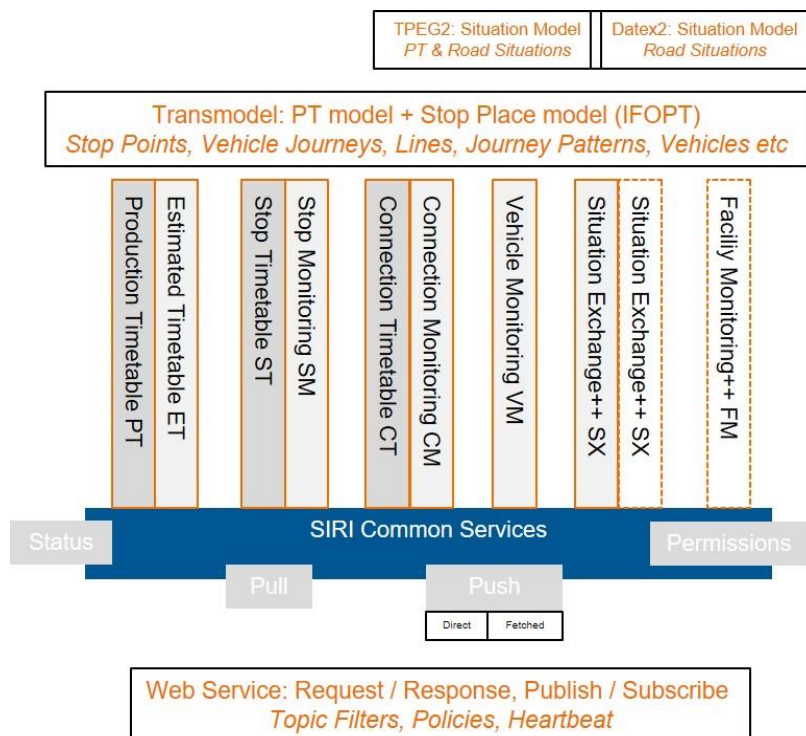 TPEG2: Situation Model
PT & Road Situations
Datex2: Situation Model
Road Situations
Transmodel: PT model + Stop Place model (IFOPT)
Stop Points, Vehicle Journeys, Lines, Journey Patterns, Vehicles etc
Production Timetable PT
Estimated Timetable ET
Stop Timetable ST
Stop Monitoring SM
Connection Timetable CT
Connection Monitoring CM
Vehicle Monitoring VM
Situation Exchange++ SX
Situation Exchange++ SX
Faciliy Monitoring++ FM
SIRI Common Services
Status
Permissions
Pull
Push
Direct
Fetched
Web Service: Request / Response, Publish / Subscribe
Topic Filters, Policies, Heartbeat